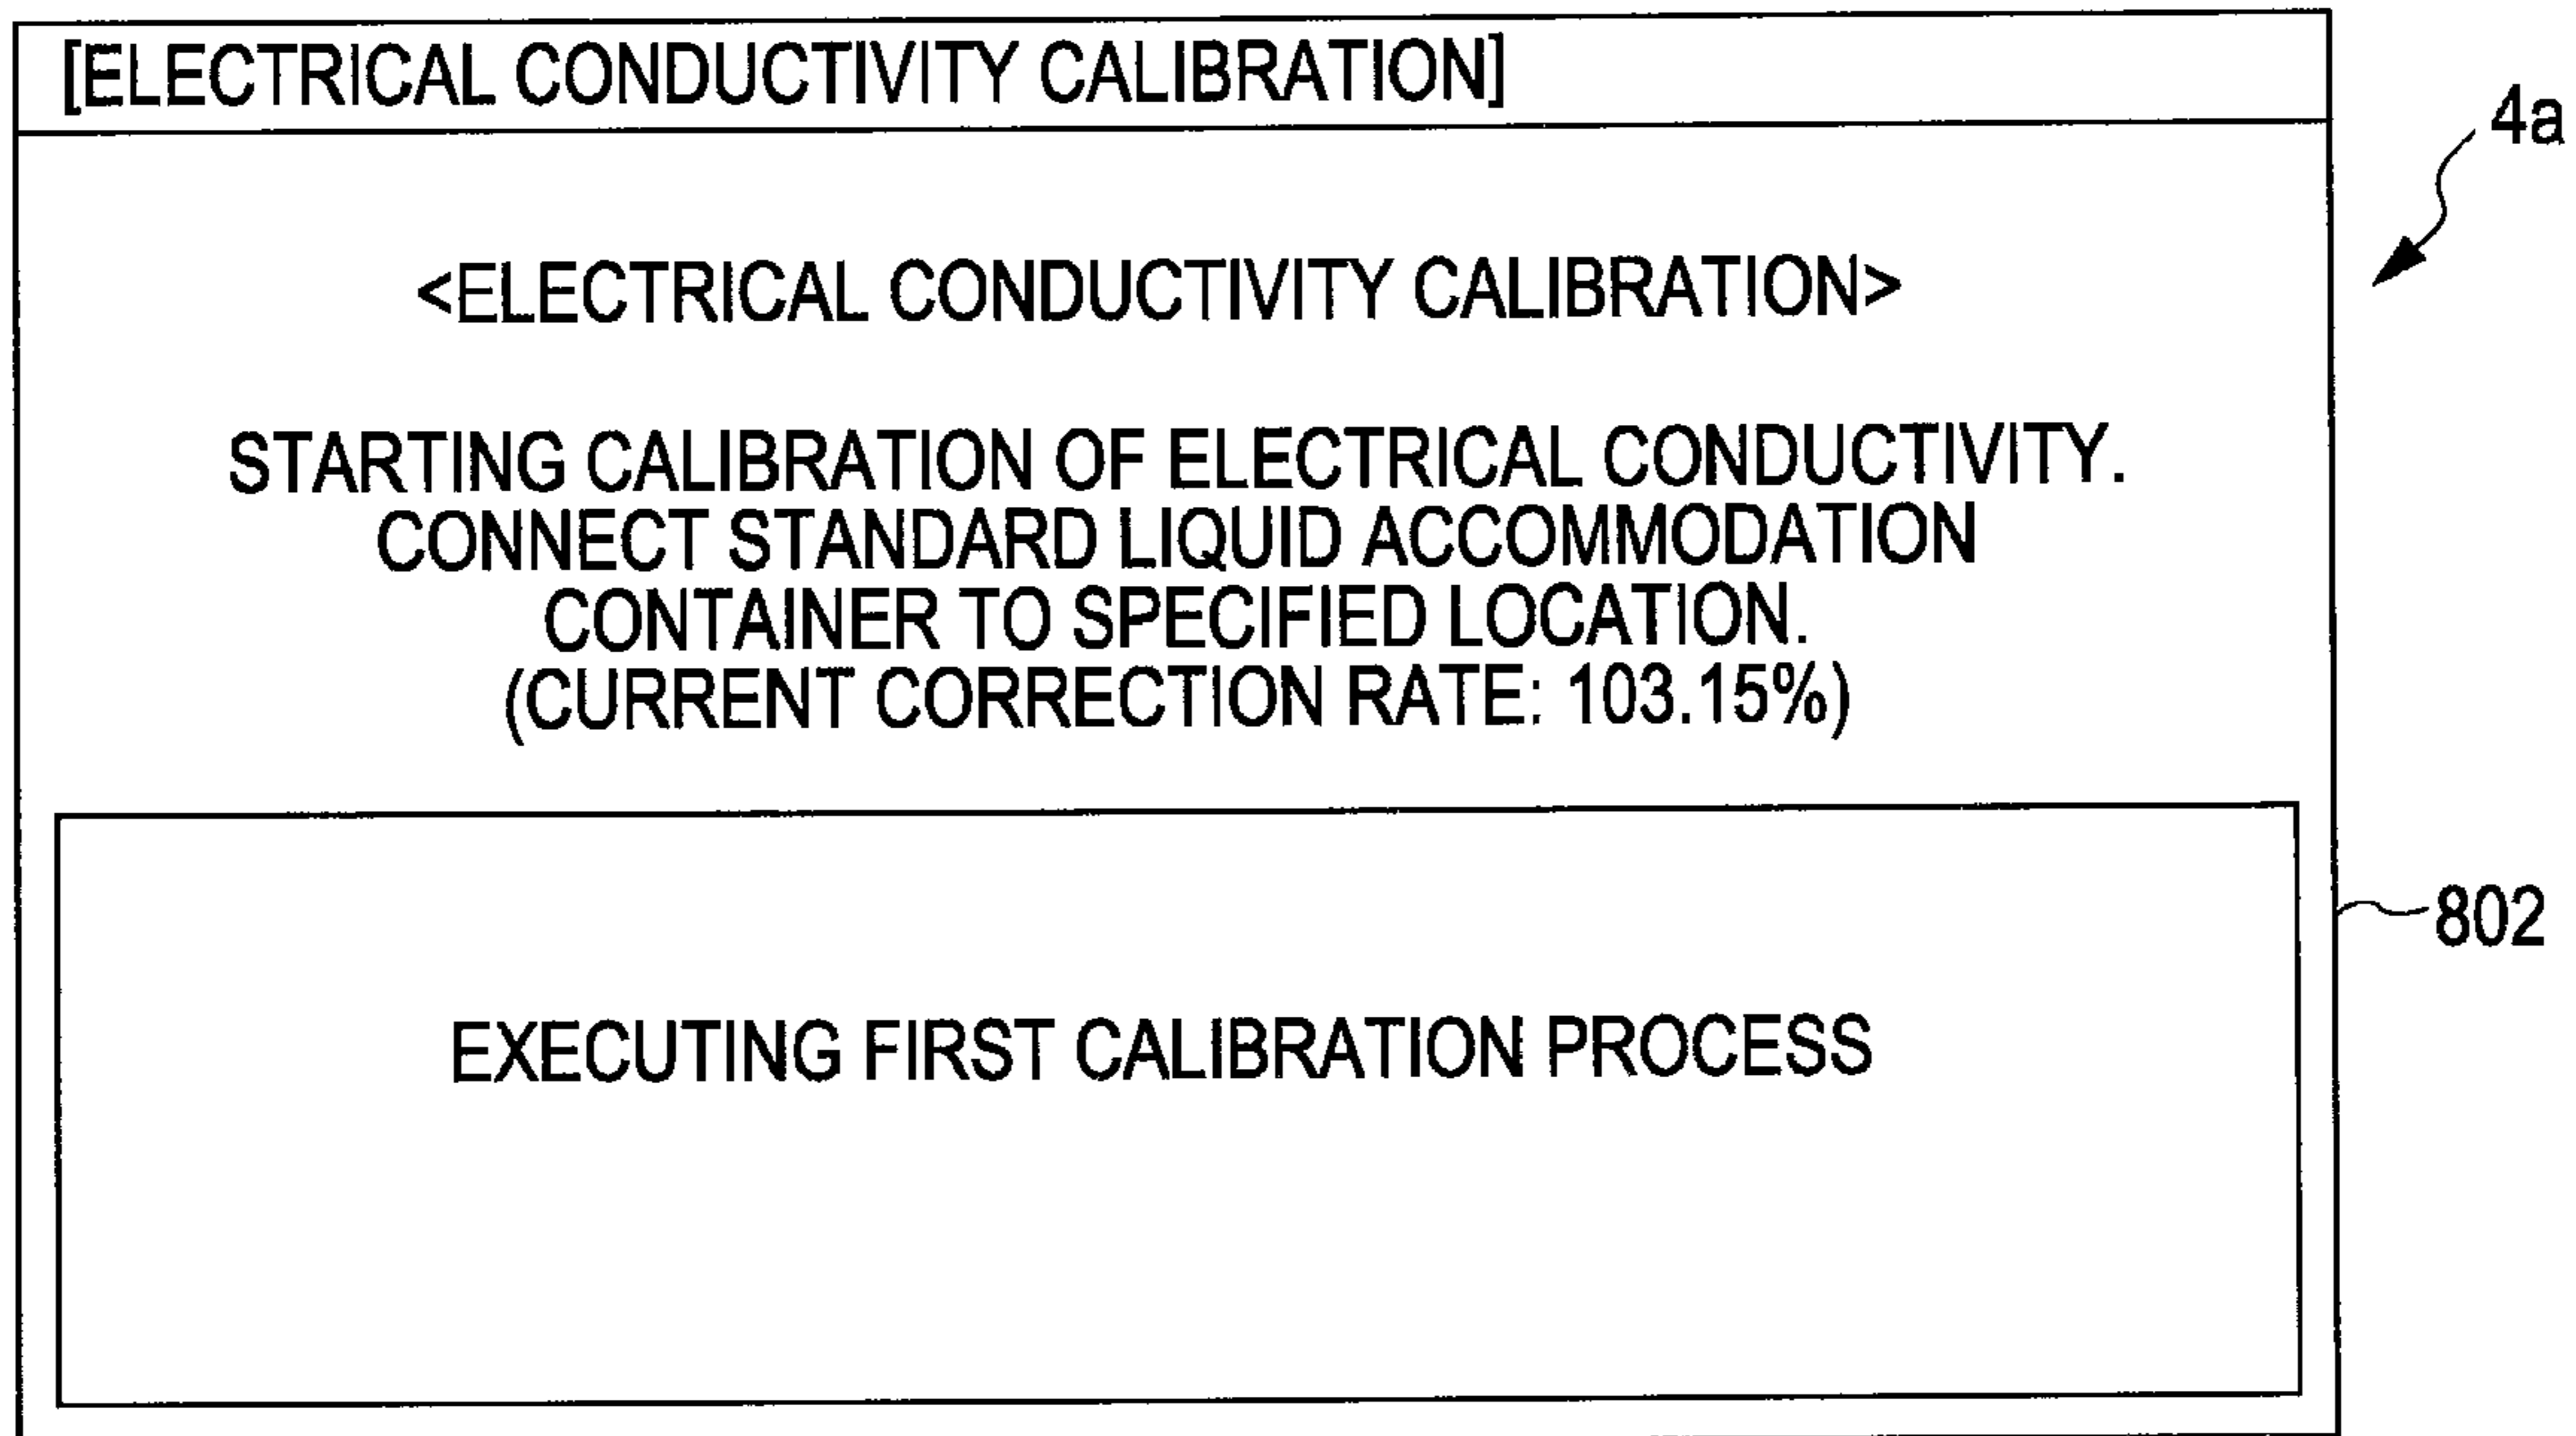 [ELECTRICAL CONDUCTIVITY CALIBRATION]
4a
<ELECTRICAL CONDUCTIVITY CALIBRATION>
STARTING CALIBRATION OF ELECTRICAL CONDUCTIVITY.
CONNECT STANDARD LIQUID ACCOMMODATION
CONTAINER TO SPECIFIED LOCATION.
(CURRENT CORRECTION RATE: 103.15%)
802
EXECUTING FIRST CALIBRATION PROCESS